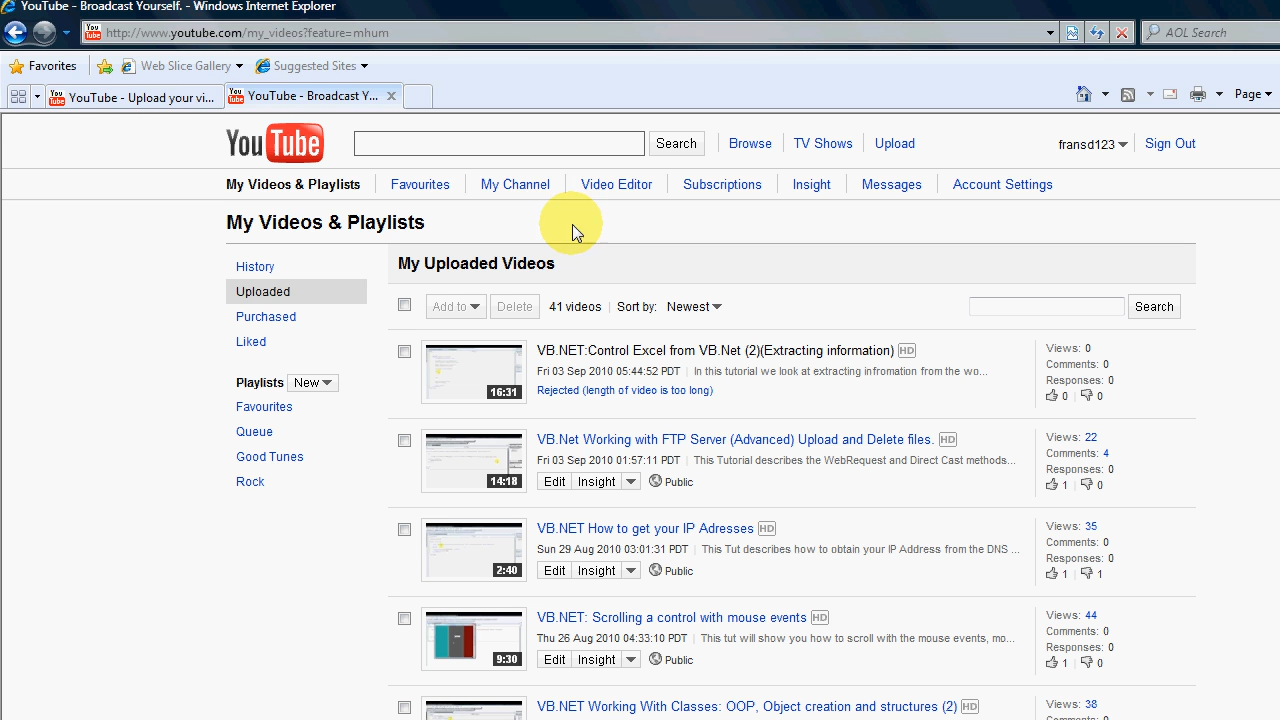 YouTube - Broadcast Yourself. - Windows Internet Explorer
You Tube http://www.youtube.com/my_videos?feature=mhum AOL Search
Favorites Web Slice Gallery Suggested Sites
You Tube YouTube - Upload your vi... You Tube YouTube - Broadcast Y... Page
YouTube Search Browse TV Shows Upload fransd123 Sign Out
My Videos & Playlists Favourites My Channel Video Editor Subscriptions Insight Messages Account Settings
My Videos & Playlists
History
Uploaded
Purchased
Liked
Playlists New
Favourites
Queue
Good Tunes
Rock
My Uploaded Videos
Add to Delete 41 videos Sort by: Newest Search
VB.NET:Control Excel from VB.Net (2)(Extracting information) HD
Fri 03 Sep 2010 05:44:52 PDT | In this tutorial we look at extracting infromation from the wo...
Rejected (length of video is too long)
16:31
Views: 0
Comments: 0
Responses: 0
0 0
VB.Net Working with FTP Server (Advanced) Upload and Delete files. HD
Fri 03 Sep 2010 01:57:11 PDT | This Tutorial describes the WebRequest and Direct Cast methods...
14:18 Edit Insight Public
Views: 22
Comments: 4
Responses: 0
1 0
VB.NET How to get your IP Adresses HD
Sun 29 Aug 2010 03:01:31 PDT | This Tut describes how to obtain your IP Address from the DNS ...
2:40 Edit Insight Public
Views: 35
Comments: 0
Responses: 0
1 1
VB.NET: Scrolling a control with mouse events HD
Thu 26 Aug 2010 04:33:10 PDT | This tut will show you how to scroll with the mouse events, mo...
9:30 Edit Insight Public
Views: 44
Comments: 0
Responses: 0
1 0
VB.NET Working With Classes, OOP, Object creation and structures (2) HD
Views: 38